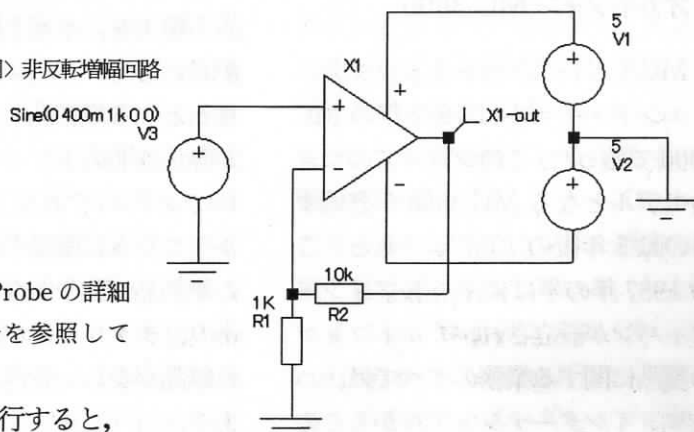 〉非反転増幅回路
Sine(0 400m 1k 0 0)
V3
X1
X1-out
5
V1
5
V2
10k
R2
1K
R1
Probe の詳細
を参照して
行すると,